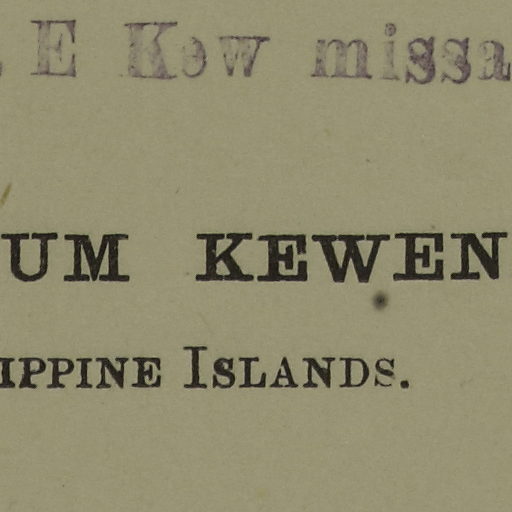 E Kew missa
UM KEWEN
IPPINE ISLANDS.